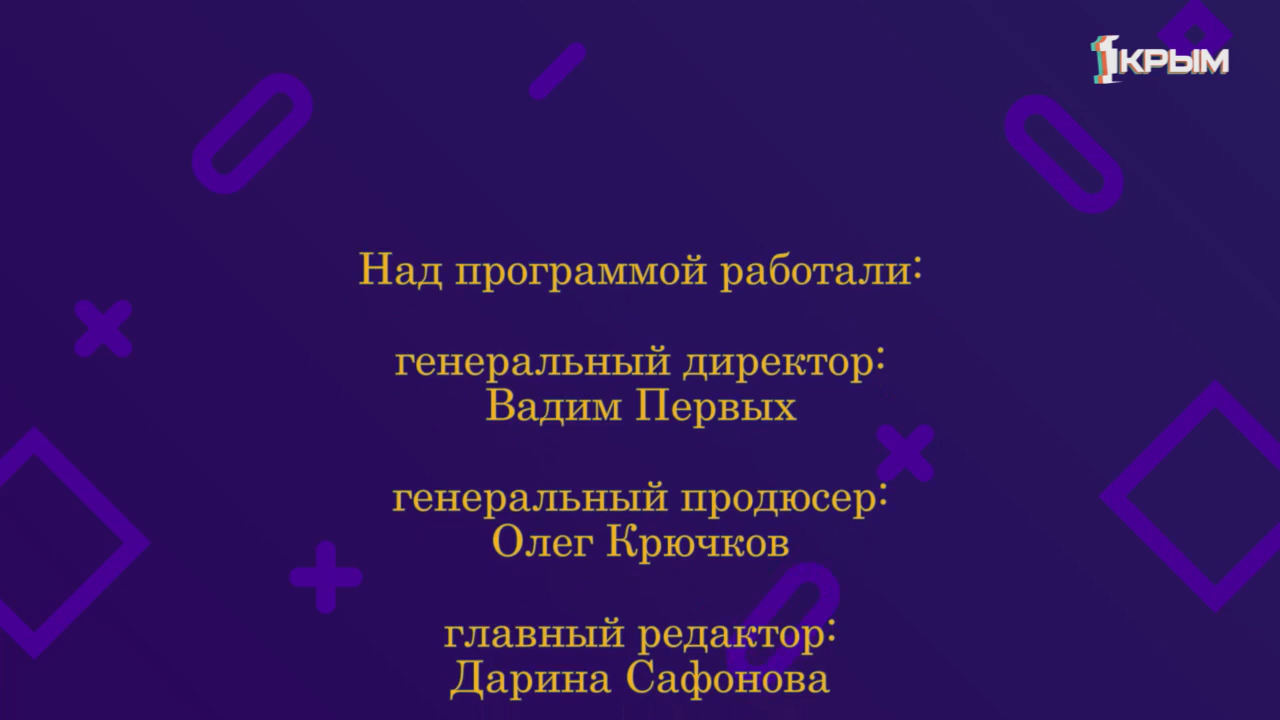 1КРЫМ
Над программой работали:
генеральный директор:
Вадим Первых
генеральный продюсер:
Олег Крючков
главный редактор:
Дарина Сафонова